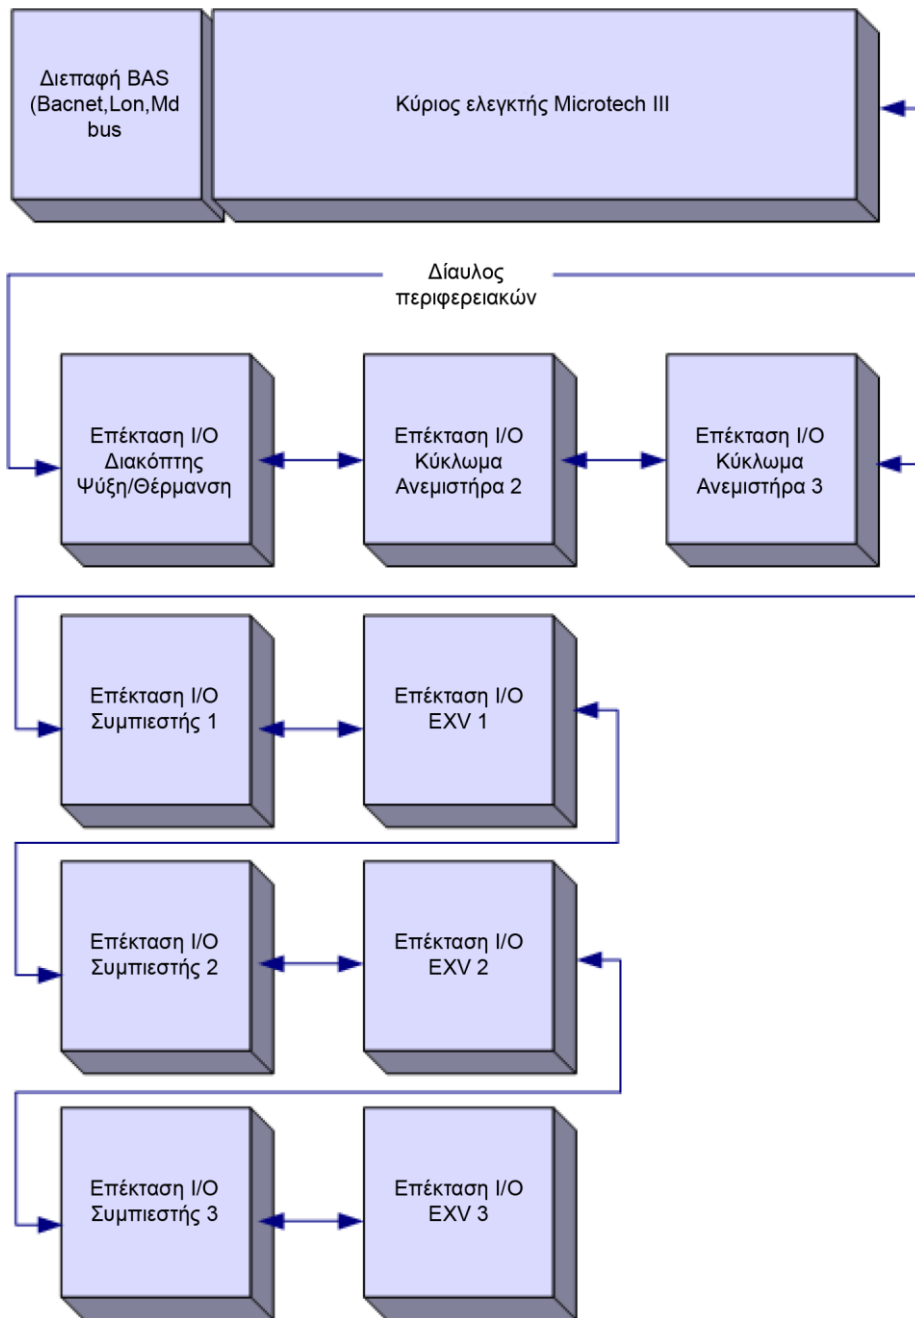 Διεπαφή BAS
(Bacnet,Lon,Md
bus
Κύριος ελεγκτής Microtech III
Δίαυλος
περιφερειακών
Επέκταση I/O
Διακόπτης
Ψύξη/Θέρμανση
Επέκταση I/O
Κύκλωμα
Ανεμιστήρα 2
Επέκταση I/O
Κύκλωμα
Ανεμιστήρα 3
Επέκταση I/O
Συμπιεστής 1
Επέκταση I/O
EXV 1
Επέκταση I/O
Συμπιεστής 2
Επέκταση I/O
EXV 2
Επέκταση I/O
Συμπιεστής 3
Επέκταση I/O
EXV 3